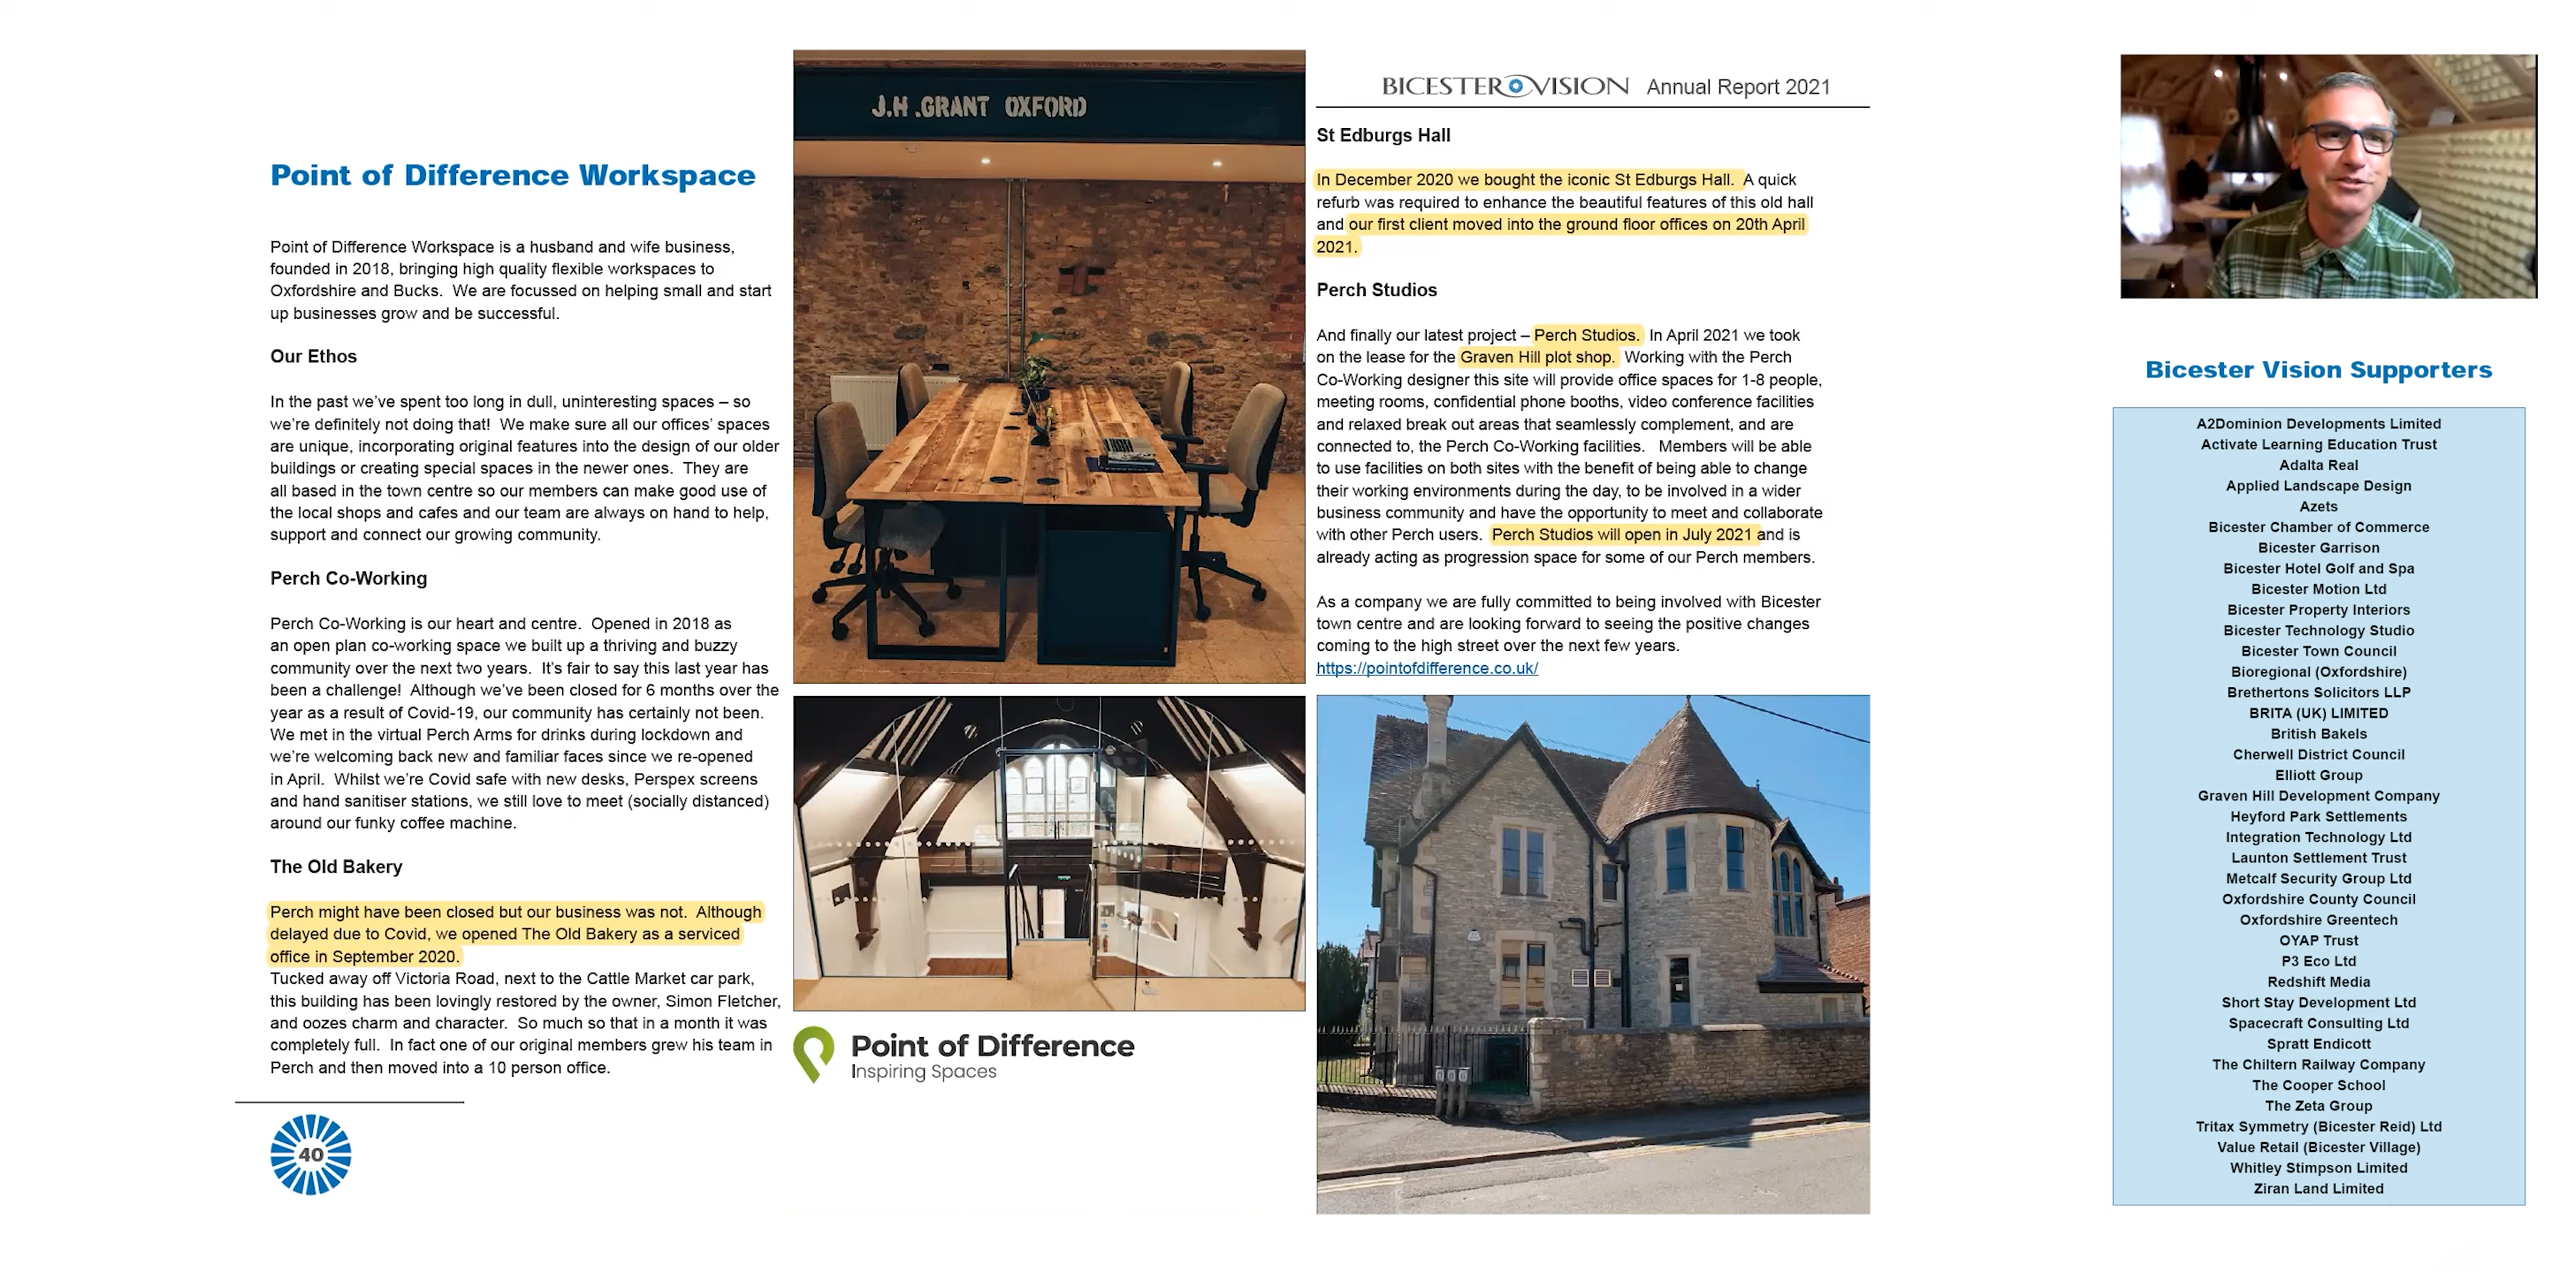 Point of Difference Workspace
Point of Difference Workspace is a husband and wife business,
founded in 2018, bringing high quality flexible workspaces to
Oxfordshire and Bucks. We are focussed on helping small and start
up businesses grow and be successful.
Our Ethos
In the past we've spent too long in dull, uninteresting spaces – so
we're definitely not doing that! We make sure all our offices' spaces
are unique, incorporating original features into the design of our older
buildings or creating special spaces in the newer ones. They are
all based in the town centre so our members can make good use of
the local shops and cafes and our team are always on hand to help,
support and connect our growing community.
Perch Co-Working
Perch Co-Working is our heart and centre. Opened in 2018 as
an open plan co-working space we built up a thriving and buzzy
community over the next two years. It's fair to say this last year has
been a challenge! Although we've been closed for 6 months over the
year as a result of Covid-19, our community has certainly not been.
We met in the virtual Perch Arms for drinks during lockdown and
we're welcoming back new and familiar faces since we re-opened
in April. Whilst we're Covid safe with new desks, Perspex screens
and hand sanitiser stations, we still love to meet (socially distanced)
around our funky coffee machine.
The Old Bakery
Perch might have been closed but our business was not. Although
delayed due to Covid, we opened The Old Bakery as a serviced
office in September 2020.
Tucked away off Victoria Road, next to the Cattle Market car park,
this building has been lovingly restored by the owner, Simon Fletcher,
and oozes charm and character. So much so that in a month it was
completely full. In fact one of our original members grew his team in
Perch and then moved into a 10 person office.
40
J.H.GRANT OXFORD
Point of Difference
Inspiring Spaces
BICESTER VISION Annual Report 2021
St Edburgs Hall
In December 2020 we bought the iconic St Edburgs Hall. A quick
refurb was required to enhance the beautiful features of this old hall
and our first client moved into the ground floor offices on 20th April
2021.
Perch Studios
And finally our latest project – Perch Studios. In April 2021 we took
on the lease for the Graven Hill plot shop. Working with the Perch
Co-Working designer this site will provide office spaces for 1-8 people,
meeting rooms, confidential phone booths, video conference facilities
and relaxed break out areas that seamlessly complement, and are
connected to, the Perch Co-Working facilities. Members will be able
to use facilities on both sites with the benefit of being able to change
their working environments during the day, to be involved in a wider
business community and have the opportunity to meet and collaborate
with other Perch users. Perch Studios will open in July 2021 and is
already acting as progression space for some of our Perch members.
As a company we are fully committed to being involved with Bicester
town centre and are looking forward to seeing the positive changes
coming to the high street over the next few years.
https://pointofdifference.co.uk/
Bicester Vision Supporters
A2Dominion Developments Limited
Activate Learning Education Trust
Adalta Real
Applied Landscape Design
Azets
Bicester Chamber of Commerce
Bicester Garrison
Bicester Hotel Golf and Spa
Bicester Motion Ltd
Bicester Property Interiors
Bicester Technology Studio
Bicester Town Council
Bioregional (Oxfordshire)
Brethertons Solicitors LLP
BRITA (UK) LIMITED
British Bakels
Cherwell District Council
Elliott Group
Graven Hill Development Company
Heyford Park Settlements
Integration Technology Ltd
Launton Settlement Trust
Metcalf Security Group Ltd
Oxfordshire County Council
Oxfordshire Greentech
OYAP Trust
P3 Eco Ltd
Redshift Media
Short Stay Development Ltd
Spacecraft Consulting Ltd
Spratt Endicott
The Chiltern Railway Company
The Cooper School
The Zeta Group
Tritax Symmetry (Bicester Reid) Ltd
Value Retail (Bicester Village)
Whitley Stimpson Limited
Ziran Land Limited